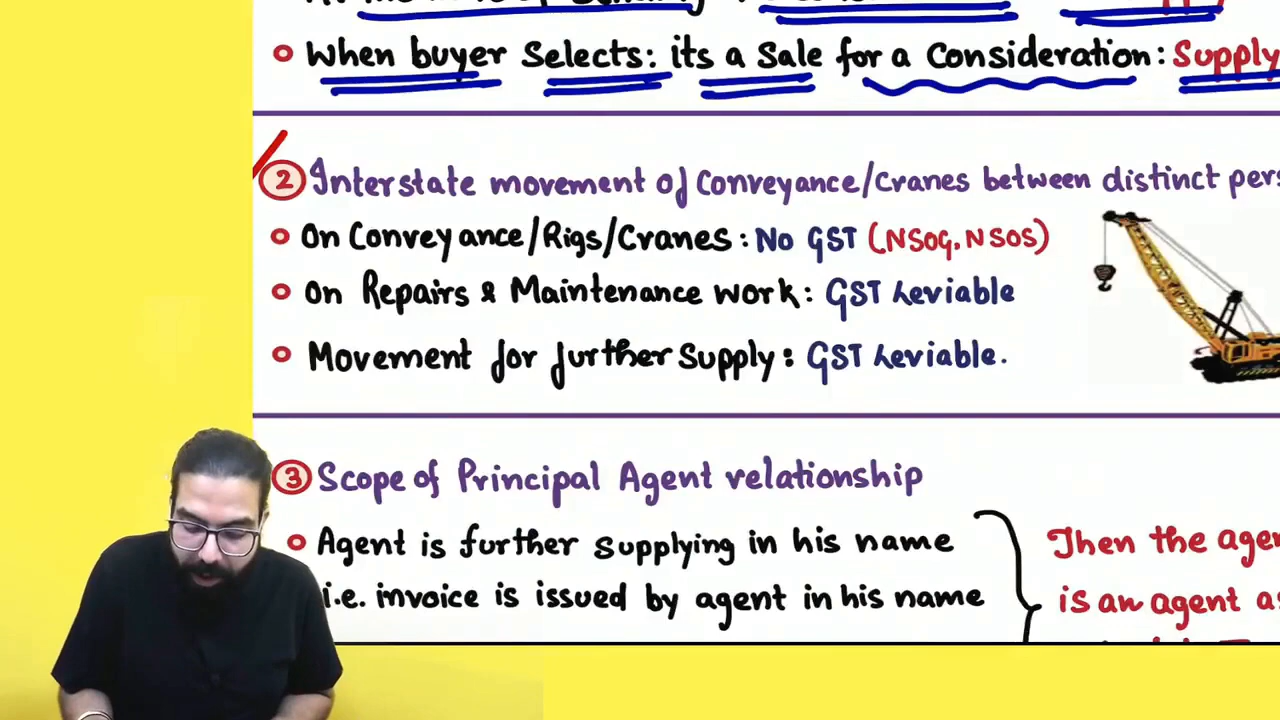 When buyer Selects: its a Sale for a Consideration: Supply
2 Interstate movement of Conveyance/Cranes between distinct pers
On Conveyance/Rigs/Cranes: No GST (NSOG, NSOS)
On Repairs & Maintenance work: GST Leviable
Movement for further Supply: GST Leviable.
3 Scope of Principal Agent relationship
Agent is further supplying in his name
i.e. invoice is issued by agent in his name
Then the agen
is an agent as